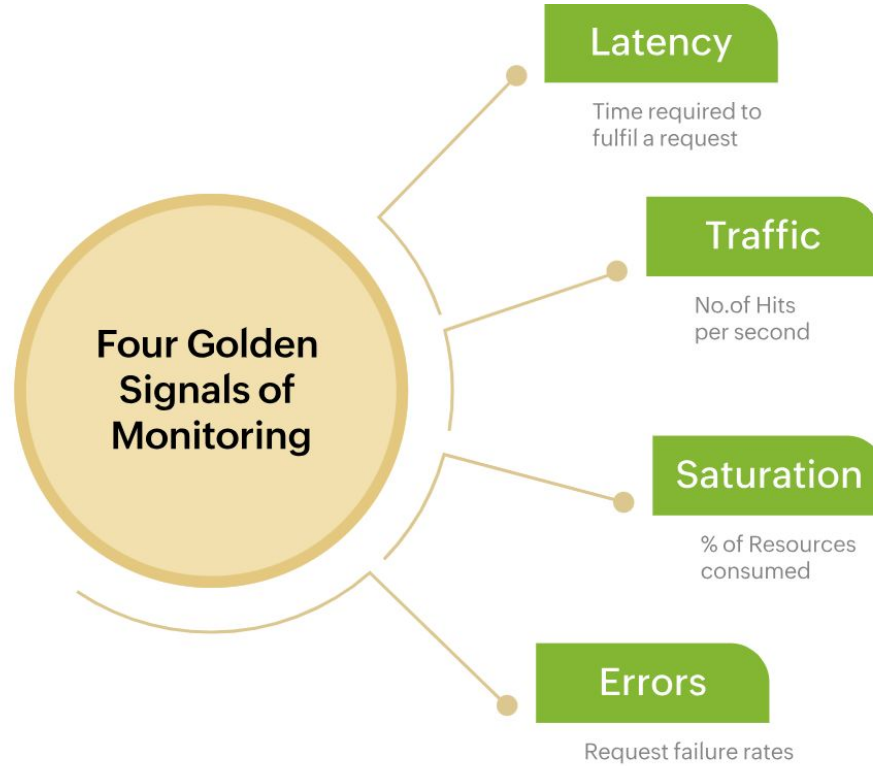 Latency
Time required to
fulfil a request
Traffic
No.of Hits
per second
Four Golden
Signals of
Monitoring
Saturation
% of Resources
consumed
Errors
Request failure rates